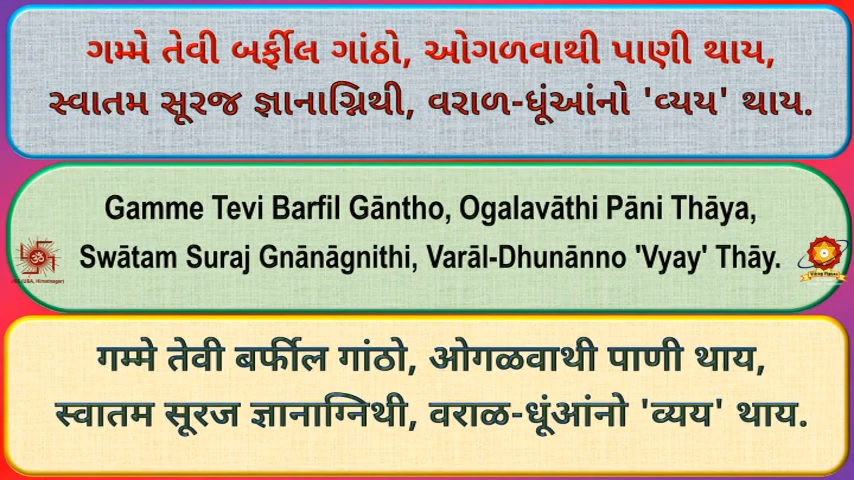 ગમ્મે તેવી બર્ફીલ ગાંઠો, ઓગળવાથી પાણી થાય,
સ્વાતમ સૂરજ જ્ઞાનાગ્નિથી, વરાળ-ધૂંઆંનો 'વ્યય' થાય.
Gamme Tevi Barfil Gāntho, Ogalavāthi Pāni Thāya,
Swātam Suraj Gnānāgnithi, Varāl-Dhunānno 'Vyay' Thāy.
गम्मे तेवी बर्फील गांठो, ओगळवाथी पाणी थाय,
स्वातम सूरज ज्ञानाग्निथी, वराळ-धूंआंनो 'व्यय' थाय.